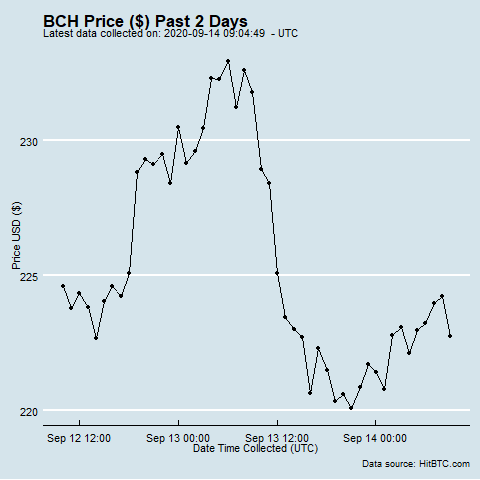 BCH Price ($) Past 2 Days
Latest data collected on: 2020-09-14 09:04:49 - UTC
Price USD ($)
230
225
220
Sep 12 12:00 Sep 13 00:00 Sep 13 12:00 Sep 14 00:00
Date Time Collected (UTC)
Data source: HitBTC.com